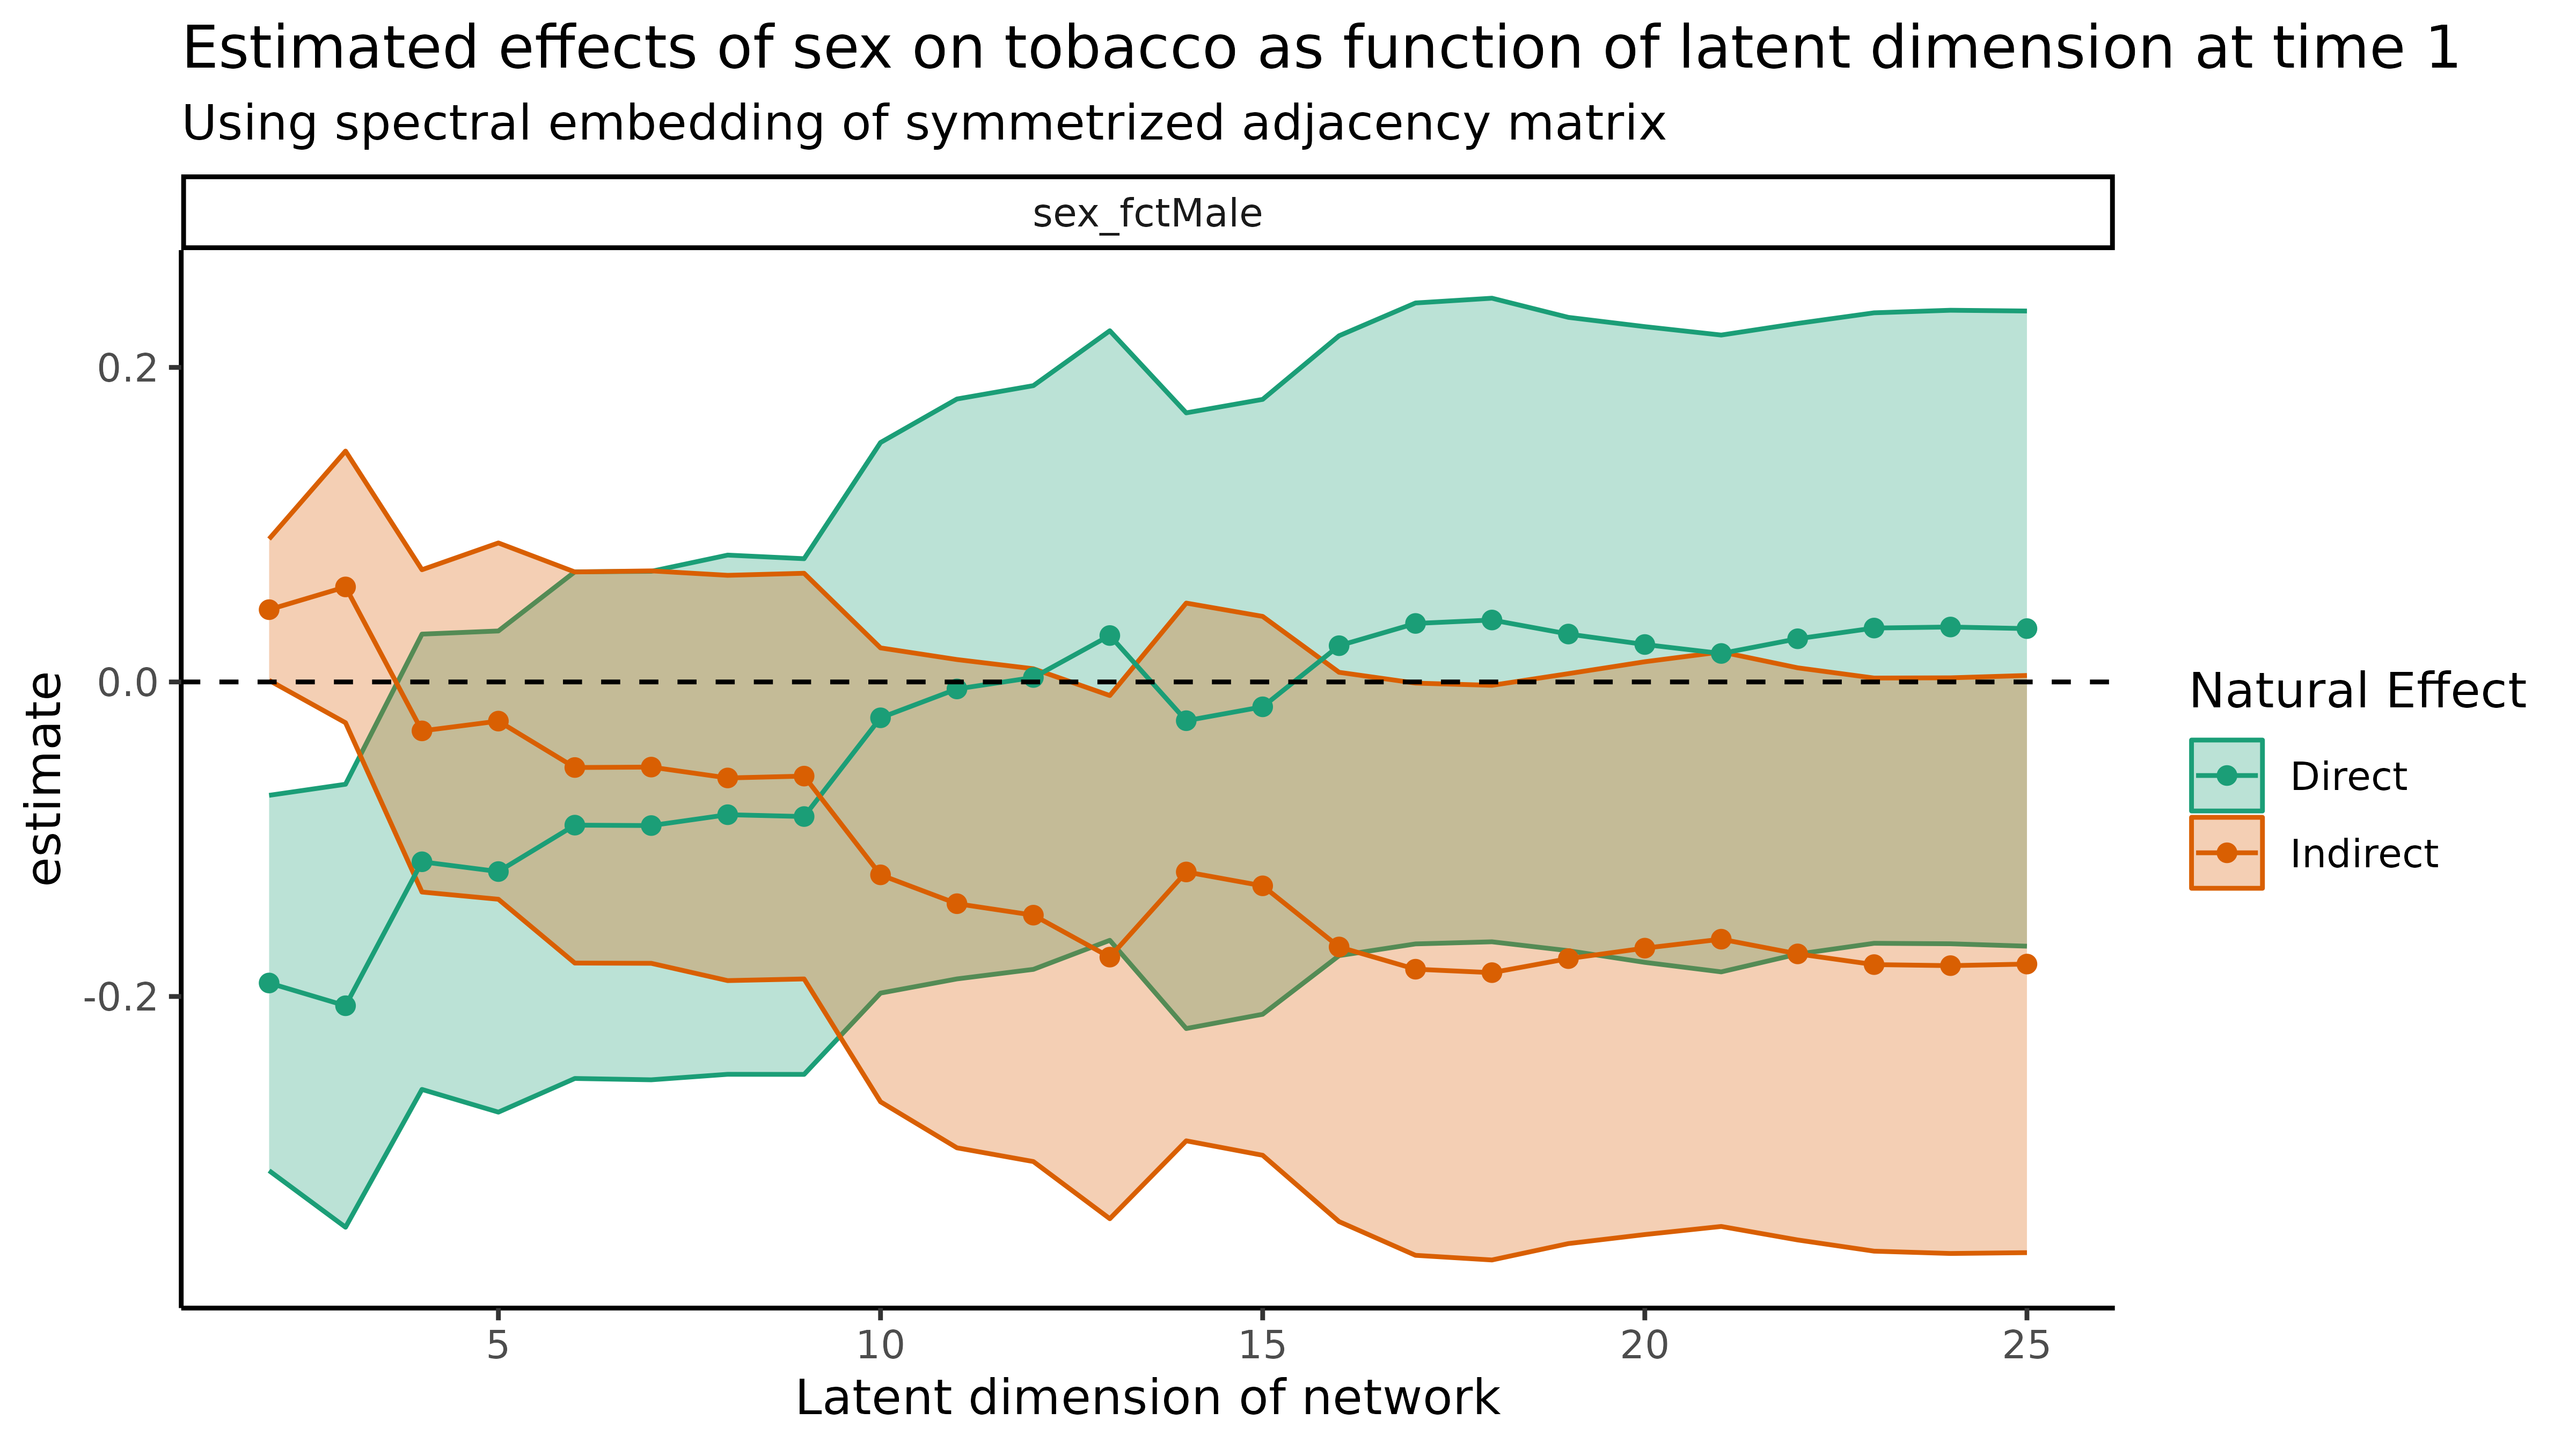 Estimated effects of sex on tobacco as function of latent dimension at time 1
Using spectral embedding of symmetrized adjacency matrix
sex_fctMale
0.2
0.0
-0.2
estimate
5
10
15
20
25
Latent dimension of network
Natural Effect
Direct
Indirect